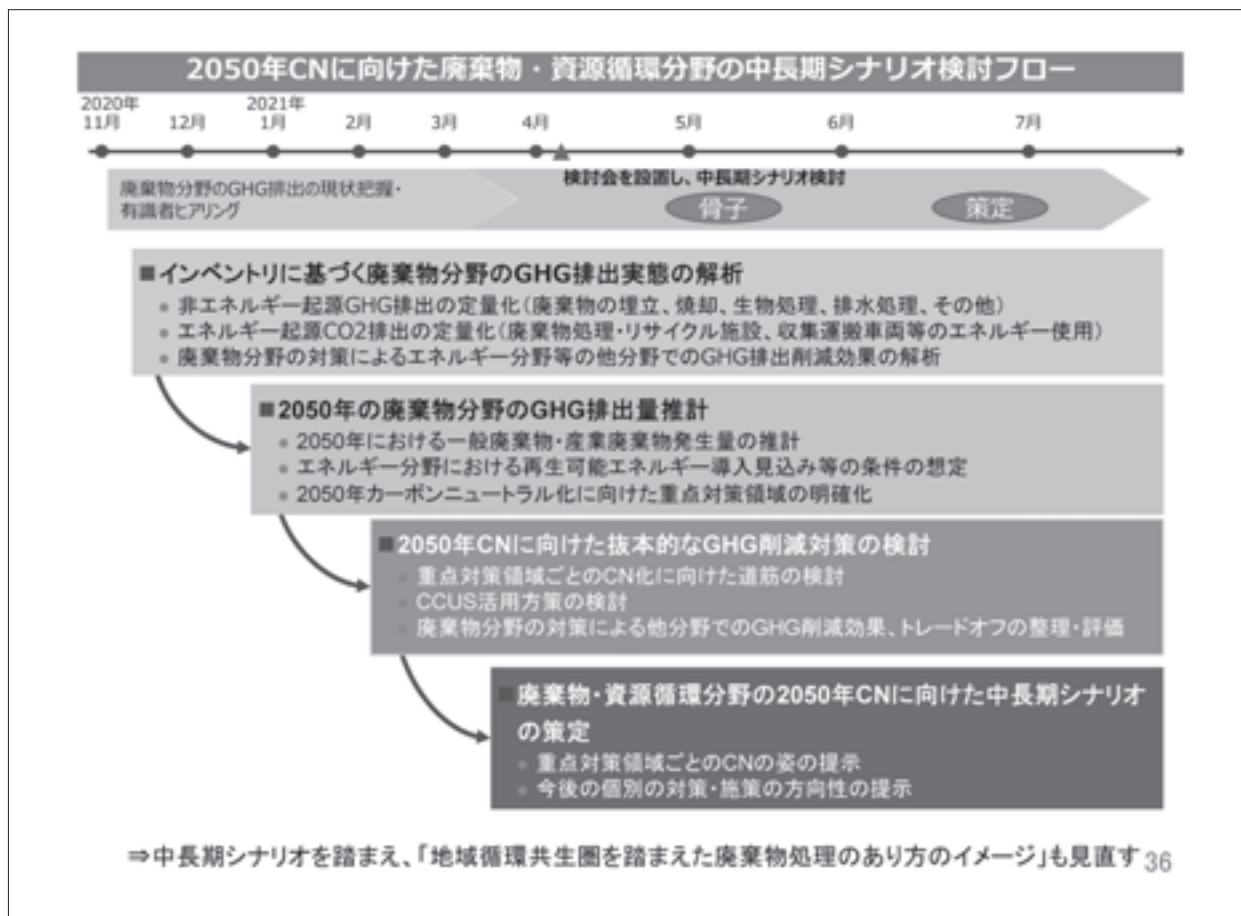 2050年CNに向けた廃棄物・資源循環分野の中長期シナリオ検討フロー
2020年 2021年
11月 12月 1月 2月 3月 4月 5月 6月 7月
検討会を設置し、中長期シナリオ検討
廃棄物分野のGHG排出の現状把握・
有識者ヒアリング
骨子 策定
■インベントリに基づく廃棄物分野のGHG排出実態の解析
● 非エネルギー起源GHG排出の定量化(廃棄物の埋立、焼却、生物処理、排水処理、その他)
● エネルギー起源CO2排出の定量化(廃棄物処理・リサイクル施設、収集運搬車両等のエネルギー使用)
● 廃棄物分野の対策によるエネルギー分野等の他分野でのGHG排出削減効果の解析
■2050年の廃棄物分野のGHG排出量推計
● 2050年における一般廃棄物・産業廃棄物発生量の推計
● エネルギー分野における再生可能エネルギー導入見込み等の条件の想定
● 2050年カーボンニュートラル化に向けた重点対策領域の明確化
■2050年CNに向けた抜本的なGHG削減対策の検討
● 重点対策領域ごとのCN化に向けた道筋の検討
● CCUS活用方策の検討
● 廃棄物分野の対策による他分野でのGHG削減効果、トレードオフの整理・評価
■廃棄物・資源循環分野の2050年CNに向けた中長期シナリオ
の策定
● 重点対策領域ごとのCNの姿の提示
● 今後の個別の対策・施策の方向性の提示
⇒中長期シナリオを踏まえ、「地域循環共生圏を踏まえた廃棄物処理のあり方のイメージ」も見直す 36